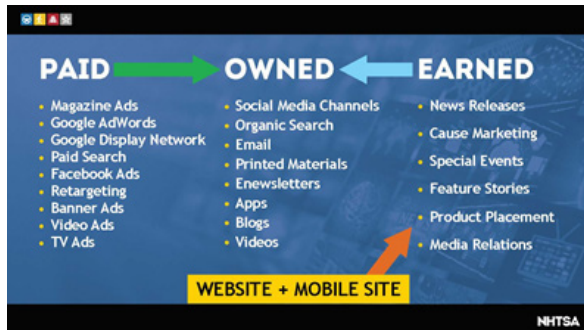 PAID
OWNED
EARNED
Magazine Ads
Google AdWords
Google Display Network
Paid Search
Facebook Ads
Retargeting
Banner Ads
Video Ads
TV Ads
Social Media Channels
Organic Search
Email
Printed Materials
Enewsletters
Apps
Blogs
Videos
News Releases
Cause Marketing
Special Events
Feature Stories
Product Placement
Media Relations
WEBSITE + MOBILE SITE
NHTSA